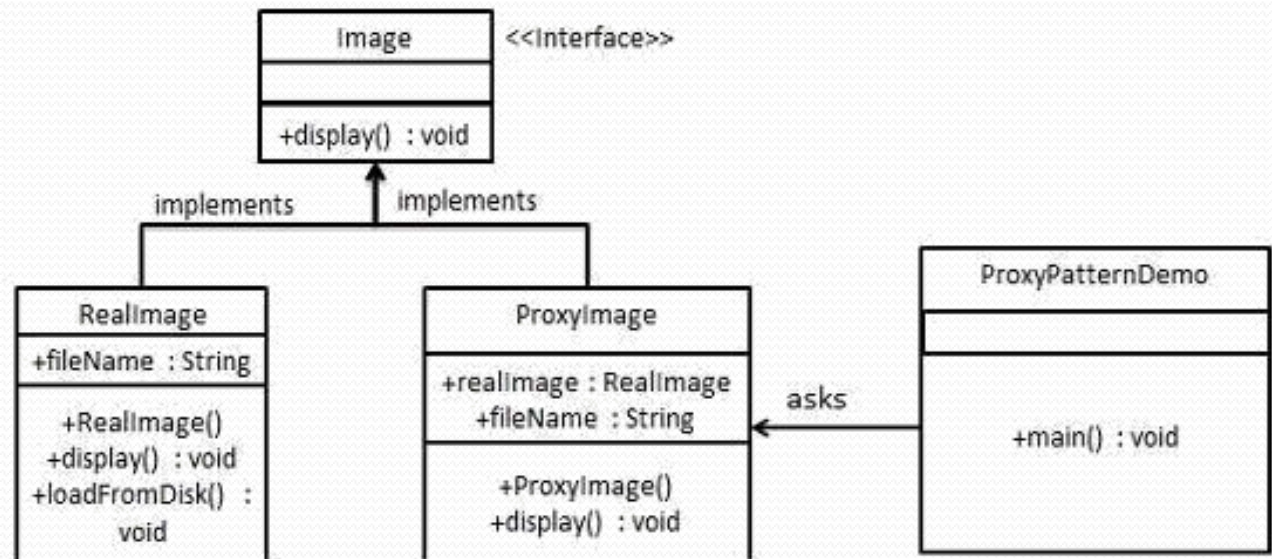 Image
<<Interface>>
+display() : void
implements
implements
RealImage
+fileName : String
+RealImage()
+display() : void
+loadFromDisk() :
void
ProxyImage
+realImage : RealImage
+fileName : String
+ProxyImage()
+display() : void
asks
ProxyPatternDemo
+main() : void